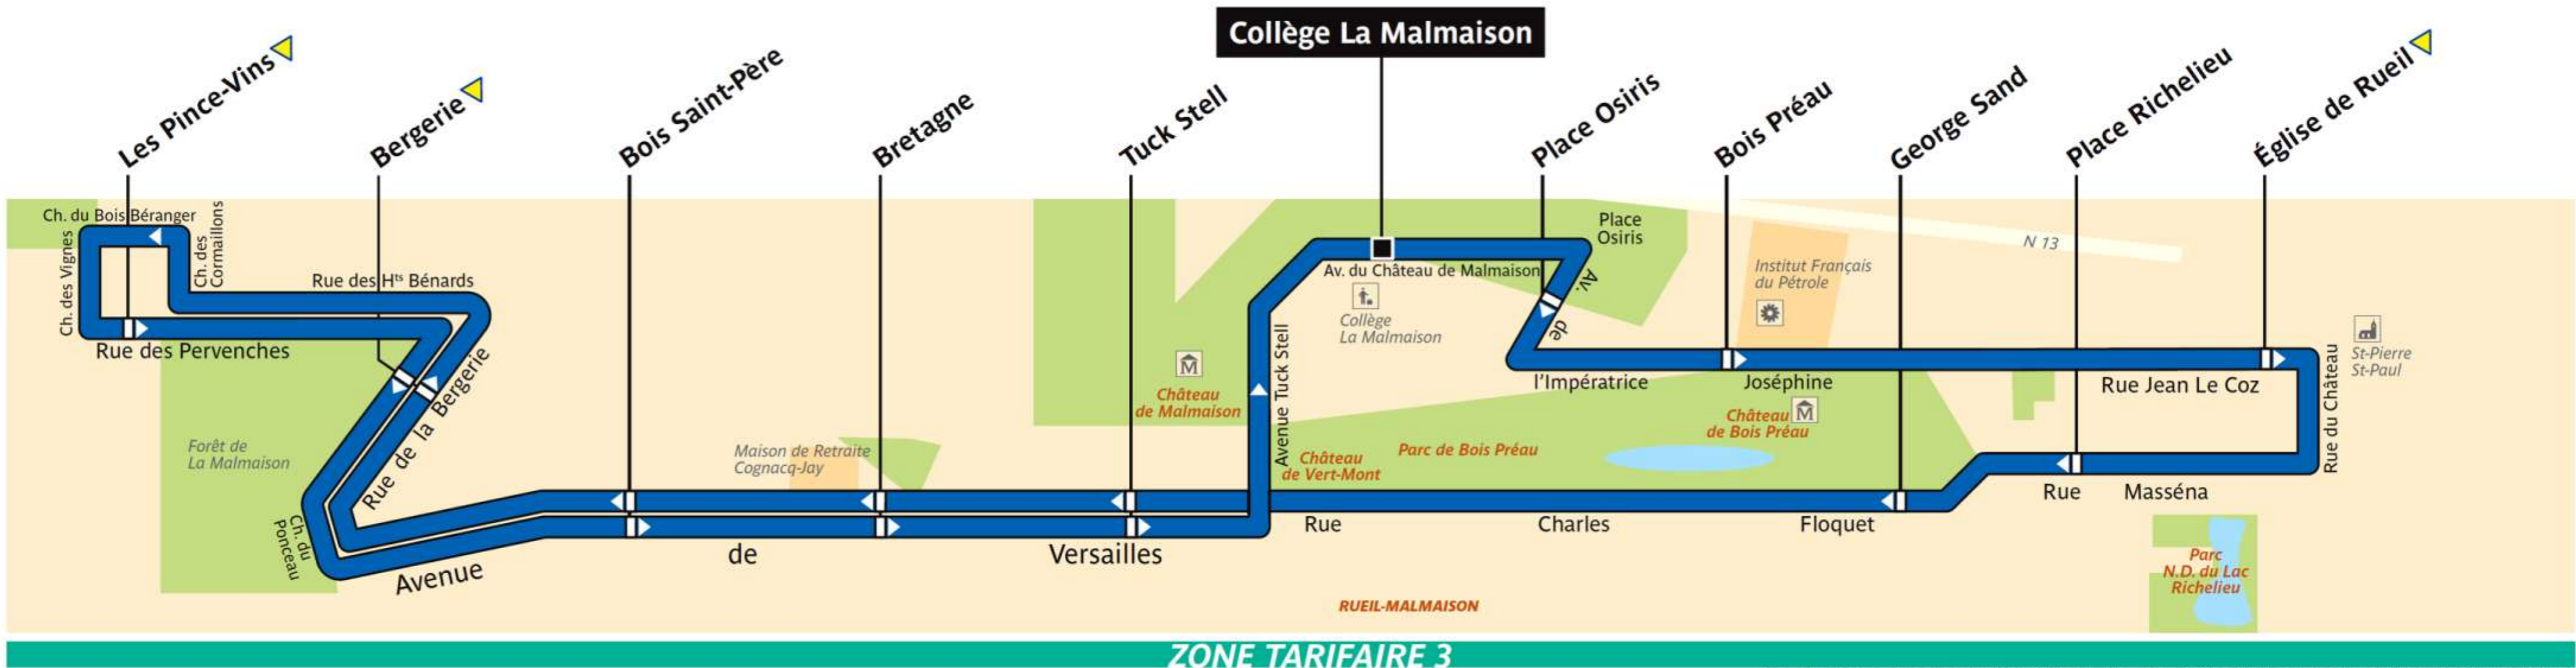 Collège La Malmaison
Les Pince-Vins
Bergerie
Bois Saint-Père
Bretagne
Tuck Stell
Place Osiris
Bois Préau
George Sand
Place Richelieu
Église de Rueil
Ch. du Bois Béranger
Ch. des Vignes
Ch. des
Cormaillons
Rue des Hts Bénards
Rue des Pervenches
Rue de la Bergerie
Forêt de
La Malmaison
Ch. du
Ponceau
Avenue de Versailles
Maison de Retraite
Cognacq-Jay
Château
de Malmaison
Avenue Tuck Stell
Av. du Château de Malmaison
Collège
La Malmaison
Place
Osiris
Av. de
l'Impératrice Joséphine
N 13
Institut Français
du Pétrole
Château
de Bois Préau
Parc de Bois Préau
Château
de Vert-Mont
Rue Jean Le Coz
Rue du Château
St-Pierre
St-Paul
Rue Masséna
Rue Charles Floquet
Parc
N.D. du Lac
Richelieu
RUEIL-MALMAISON
ZONE TARIFAIRE 3
M
M